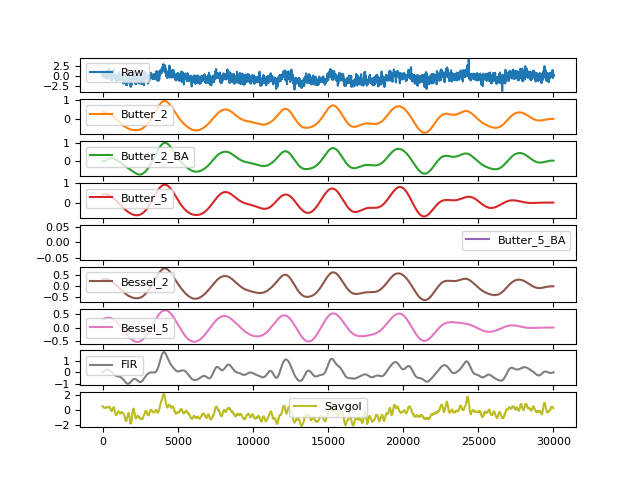 2.5
0.0
−2.5
Raw
1
0
Butter_2
1
0
Butter_2_BA
1
0
Butter_5
0.05
0.00
−0.05
Butter_5_BA
0.5
0.0
−0.5
Bessel_2
0.5
0.0
−0.5
Bessel_5
1
0
−1
FIR
2
0
−2
Savgol
0 5000 10000 15000 20000 25000 30000